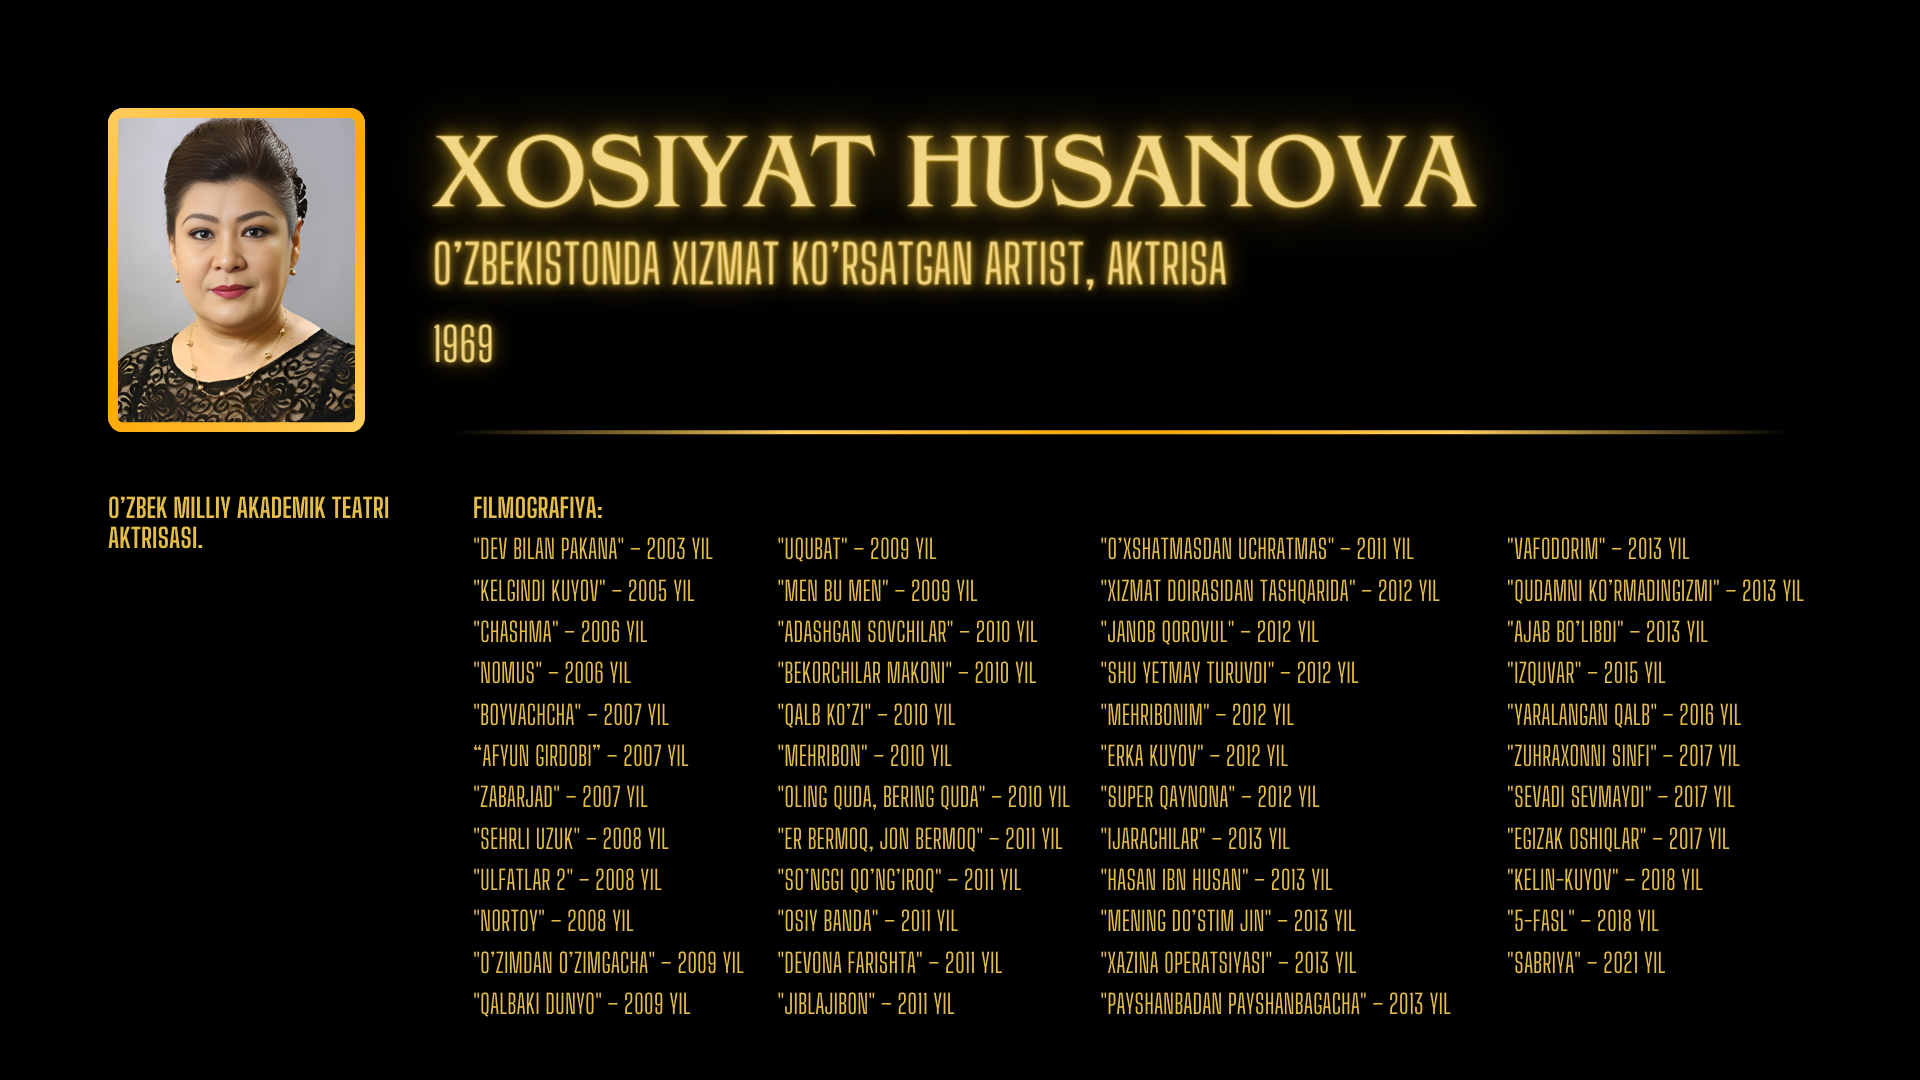 XOSIYAT HUSANOVA
O’ZBEKISTONDA XIZMAT KO’RSATGAN ARTIST, AKTRISA
1969
O’ZBEK MILLIY AKADEMIK TEATRI
AKTRISASI.
FILMOGRAFIYA:
"DEV BILAN PAKANA" – 2003 YIL
"KELGINDI KUYOV" – 2005 YIL
"CHASHMA" – 2006 YIL
"NOMUS" – 2006 YIL
"BOYVACHCHA" – 2007 YIL
“AFYUN GIRDOBI” – 2007 YIL
"ZABARJAD" – 2007 YIL
"SEHRLI UZUK" – 2008 YIL
"ULFATLAR 2" – 2008 YIL
"NORTOY" – 2008 YIL
"O’ZIMDAN O’ZIMGACHA" – 2009 YIL
"QALBAKI DUNYO" – 2009 YIL
"UQUBAT" – 2009 YIL
"MEN BU MEN" – 2009 YIL
"ADASHGAN SOVCHILAR" – 2010 YIL
"BEKORCHILAR MAKONI" – 2010 YIL
"QALB KO’ZI" – 2010 YIL
"MEHRIBON" – 2010 YIL
"OLING QUDA, BERING QUDA" – 2010 YIL
"ER BERMOQ, JON BERMOQ" – 2011 YIL
"SO’NGGI QO’NG’IROQ" – 2011 YIL
"OSIY BANDA" – 2011 YIL
"DEVONA FARISHTA" – 2011 YIL
"JIBLAJIBON" – 2011 YIL
"O’XSHATMASDAN UCHRATMAS" – 2011 YIL
"XIZMAT DOIRASIDAN TASHQARIDA" – 2012 YIL
"JANOB QOROVUL" – 2012 YIL
"SHU YETMAY TURUVDI" – 2012 YIL
"MEHRIBONIM" – 2012 YIL
"ERKA KUYOV" – 2012 YIL
"SUPER QAYNONA" – 2012 YIL
"IJARACHILAR" – 2013 YIL
"HASAN IBN HUSAN" – 2013 YIL
"MENING DO’STIM JIN" – 2013 YIL
"XAZINA OPERATSIYASI" – 2013 YIL
"PAYSHANBADAN PAYSHANBAGACHA" – 2013 YIL
"VAFODORIM" – 2013 YIL
"QUDAMNI KO’RMADINGIZMI" – 2013 YIL
"AJAB BO’LIBDI" – 2013 YIL
"IZQUVAR" – 2015 YIL
"YARALANGAN QALB" – 2016 YIL
"ZUHRAXONNI SINFI" – 2017 YIL
"SEVADI SEVMAYDI" – 2017 YIL
"EGIZAK OSHIQLAR" – 2017 YIL
"KELIN-KUYOV" – 2018 YIL
"5-FASL" – 2018 YIL
"SABRIYA" – 2021 YIL